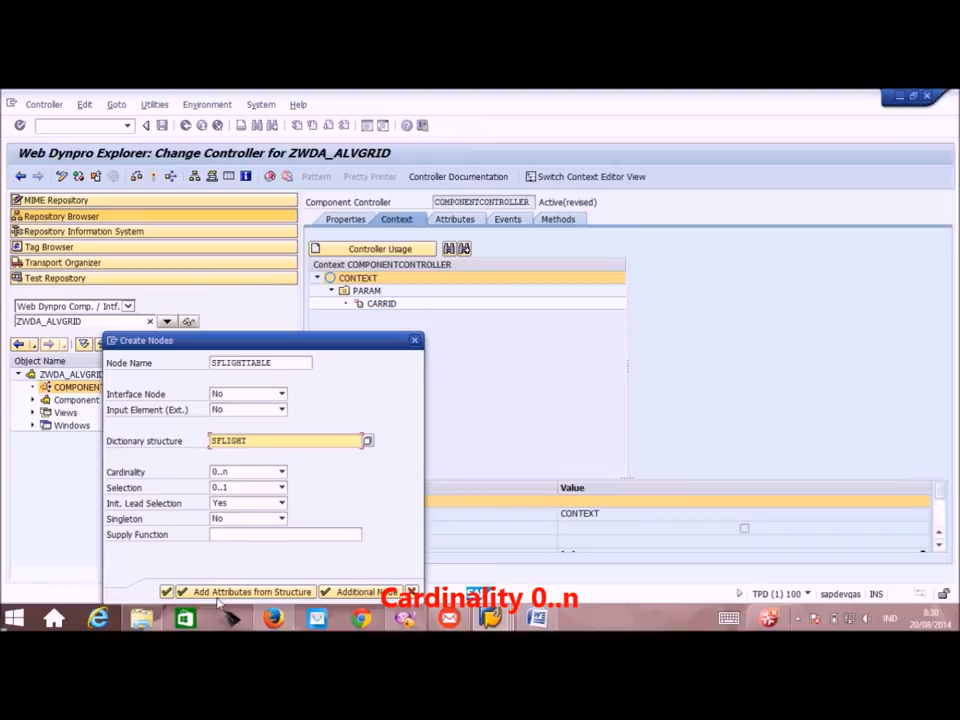 Controller Edit Goto Utilities Environment System Help
Web Dynpro Explorer: Change Controller for ZWDA_ALVGRID
Pattern Pretty Printer Controller Documentation Switch Context Editor View
MIME Repository
Repository Browser
Repository Information System
Tag Browser
Transport Organizer
Test Repository
Web Dynpro Comp. / Intf.
ZWDA_ALVGRID
Object Name
ZWDA_ALVGRID
COMPONENT
Component
Views
Windows
Component Controller COMPONENTCONTROLLER Active(revised)
Properties Context Attributes Events Methods
Controller Usage
Context COMPONENTCONTROLLER
CONTEXT
PARAM
CARRID
Create Nodes
Node Name SFLIGHTTABLE
Interface Node No
Input Element (Ext.) No
Dictionary structure SFLIGHT
Cardinality 0..n
Selection 0..1
Init. Lead Selection Yes
Singleton No
Supply Function
Add Attributes from Structure Additional
Value
CONTEXT
Cardinality 0..n
TPD (1) 100 sapdevqas INS
IND
8:30
20/08/2014